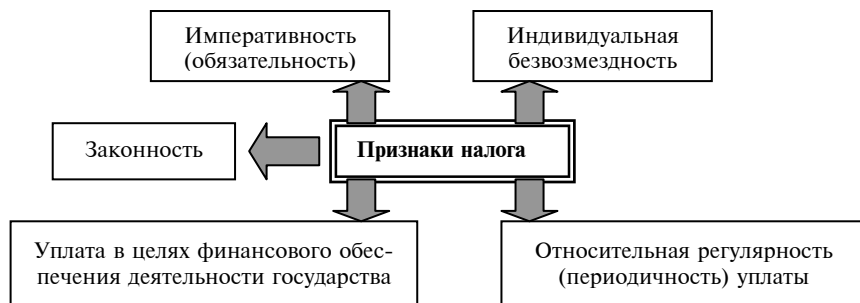 Императивность
(обязательность)
Индивидуальная
безвозмездность
Законность
Признаки налога
Уплата в целях финансового обес-
печения деятельности государства
Относительная регулярность
(периодичность) уплаты